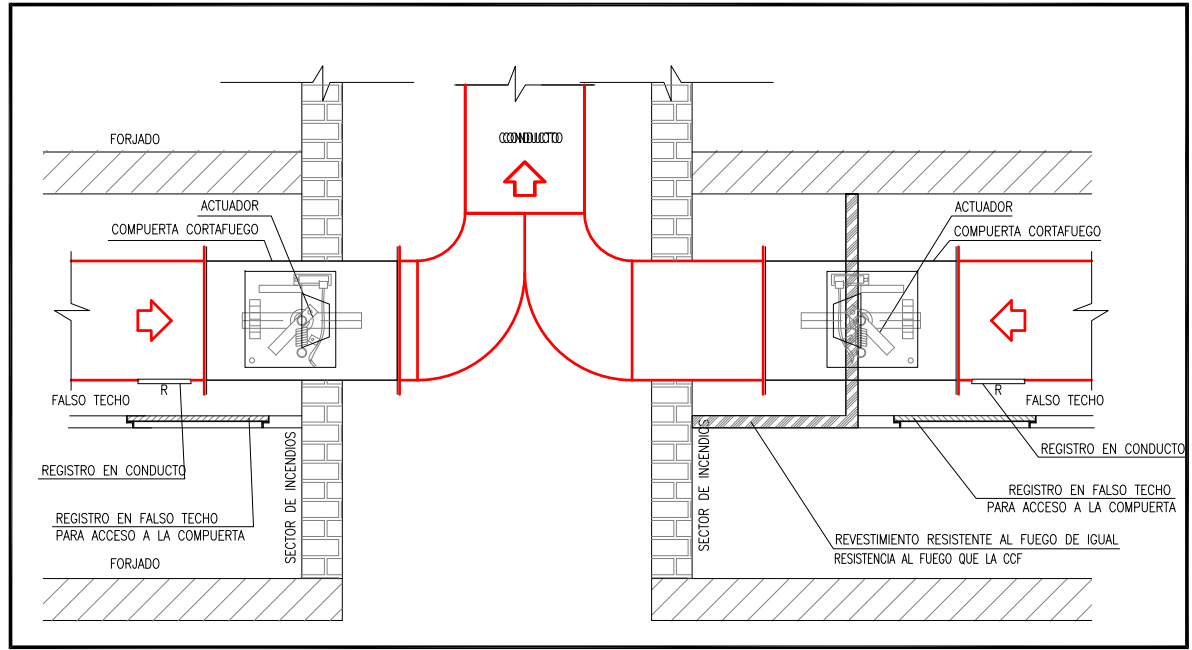 CONDUCTO
FORJADO
ACTUADOR
COMPUERTA CORTAFUEGO
ACTUADOR
COMPUERTA CORTAFUEGO
R
FALSO TECHO
R
FALSO TECHO
REGISTRO EN CONDUCTO
REGISTRO EN FALSO TECHO
PARA ACCESO A LA COMPUERTA
SECTOR DE INCENDIOS
FORJADO
SECTOR DE INCENDIOS
REGISTRO EN CONDUCTO
REGISTRO EN FALSO TECHO
PARA ACCESO A LA COMPUERTA
REVESTIMIENTO RESISTENTE AL FUEGO DE IGUAL
RESISTENCIA AL FUEGO QUE LA CCF